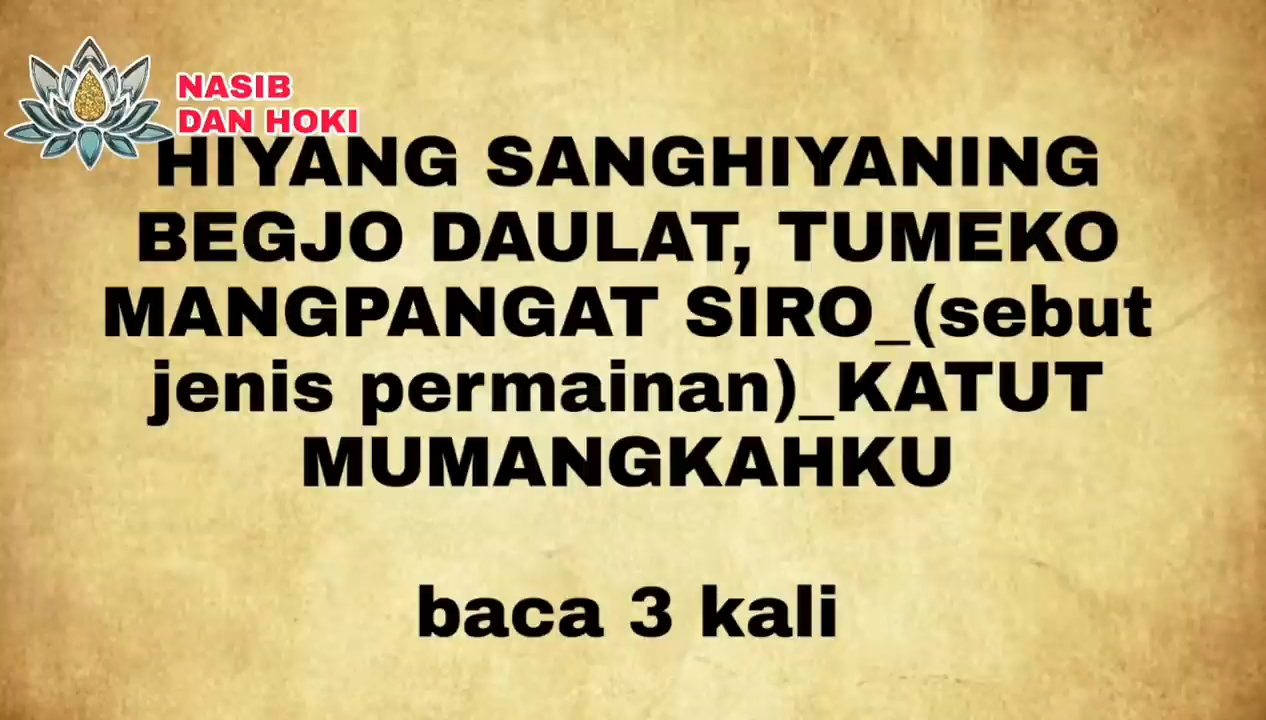 NASIB
DAN HOKI
HIYANG SANGHIYANING
BEGJO DAULAT, TUMEKO
MANGPANGAT SIRO_(sebut
jenis permainan)_KATUT
MUMANGKAHKU
baca 3 kali